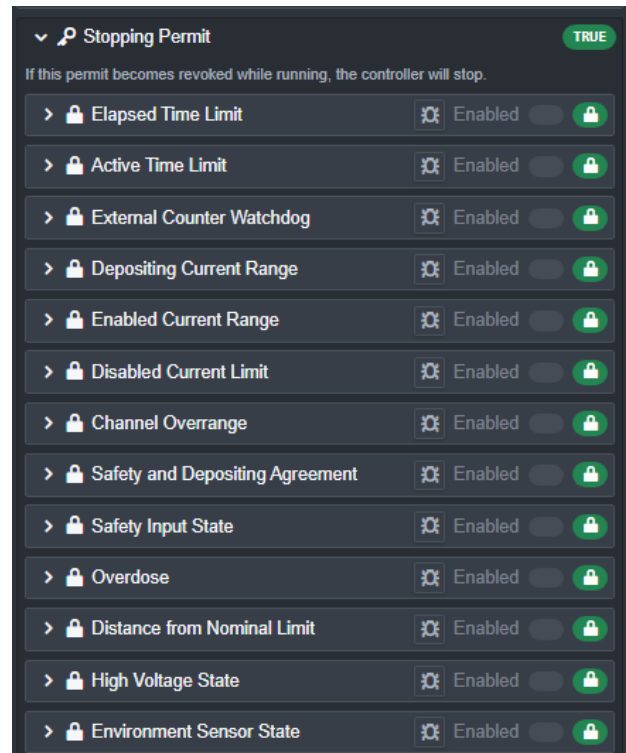 Stopping Permit TRUE
If this permit becomes revoked while running, the controller will stop.
Elapsed Time Limit Enabled
Active Time Limit Enabled
External Counter Watchdog Enabled
Depositing Current Range Enabled
Enabled Current Range Enabled
Disabled Current Limit Enabled
Channel Overrange Enabled
Safety and Depositing Agreement Enabled
Safety Input State Enabled
Overdose Enabled
Distance from Nominal Limit Enabled
High Voltage State Enabled
Environment Sensor State Enabled